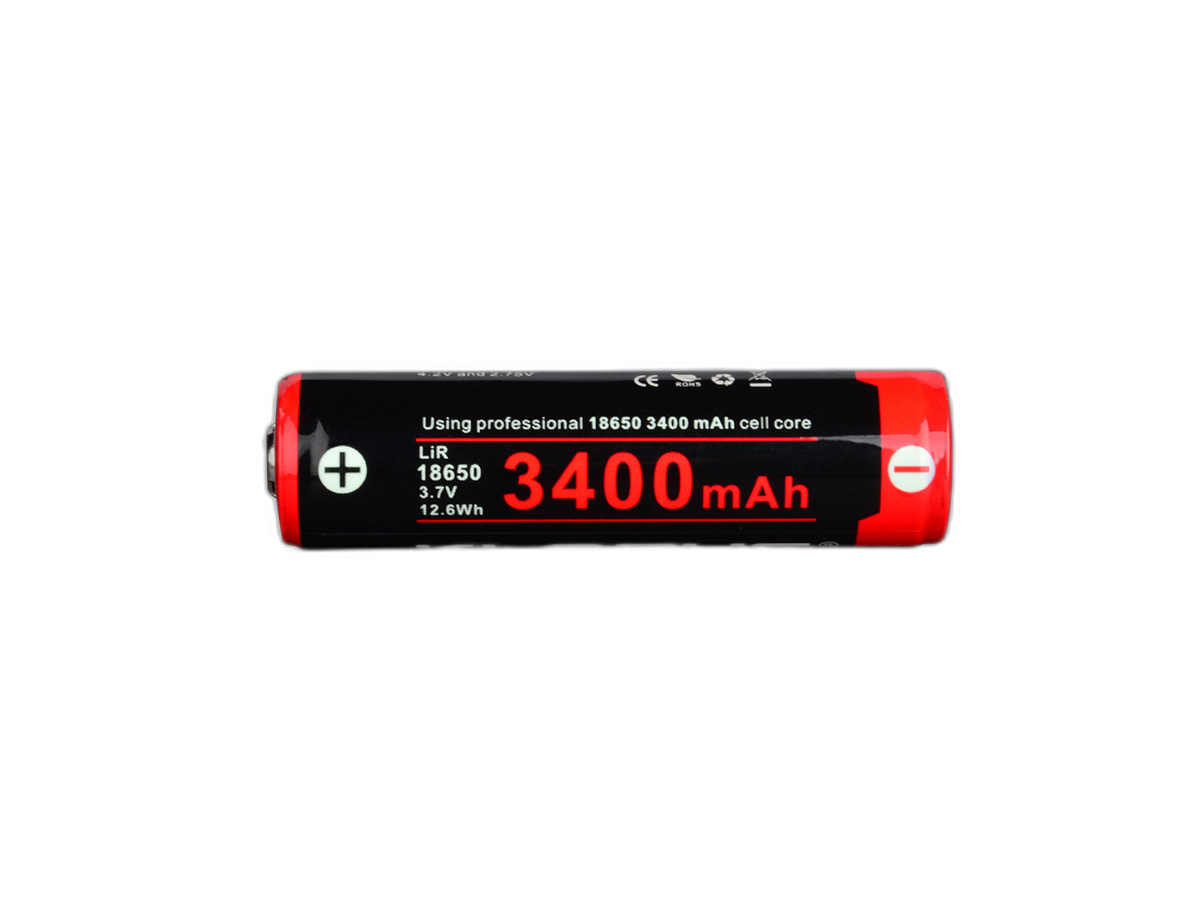 4.2V and 2.75V
ROHS
Using professional 18650 3400 mAh cell core
LiR
18650
3.7V
12.6Wh
3400mAh